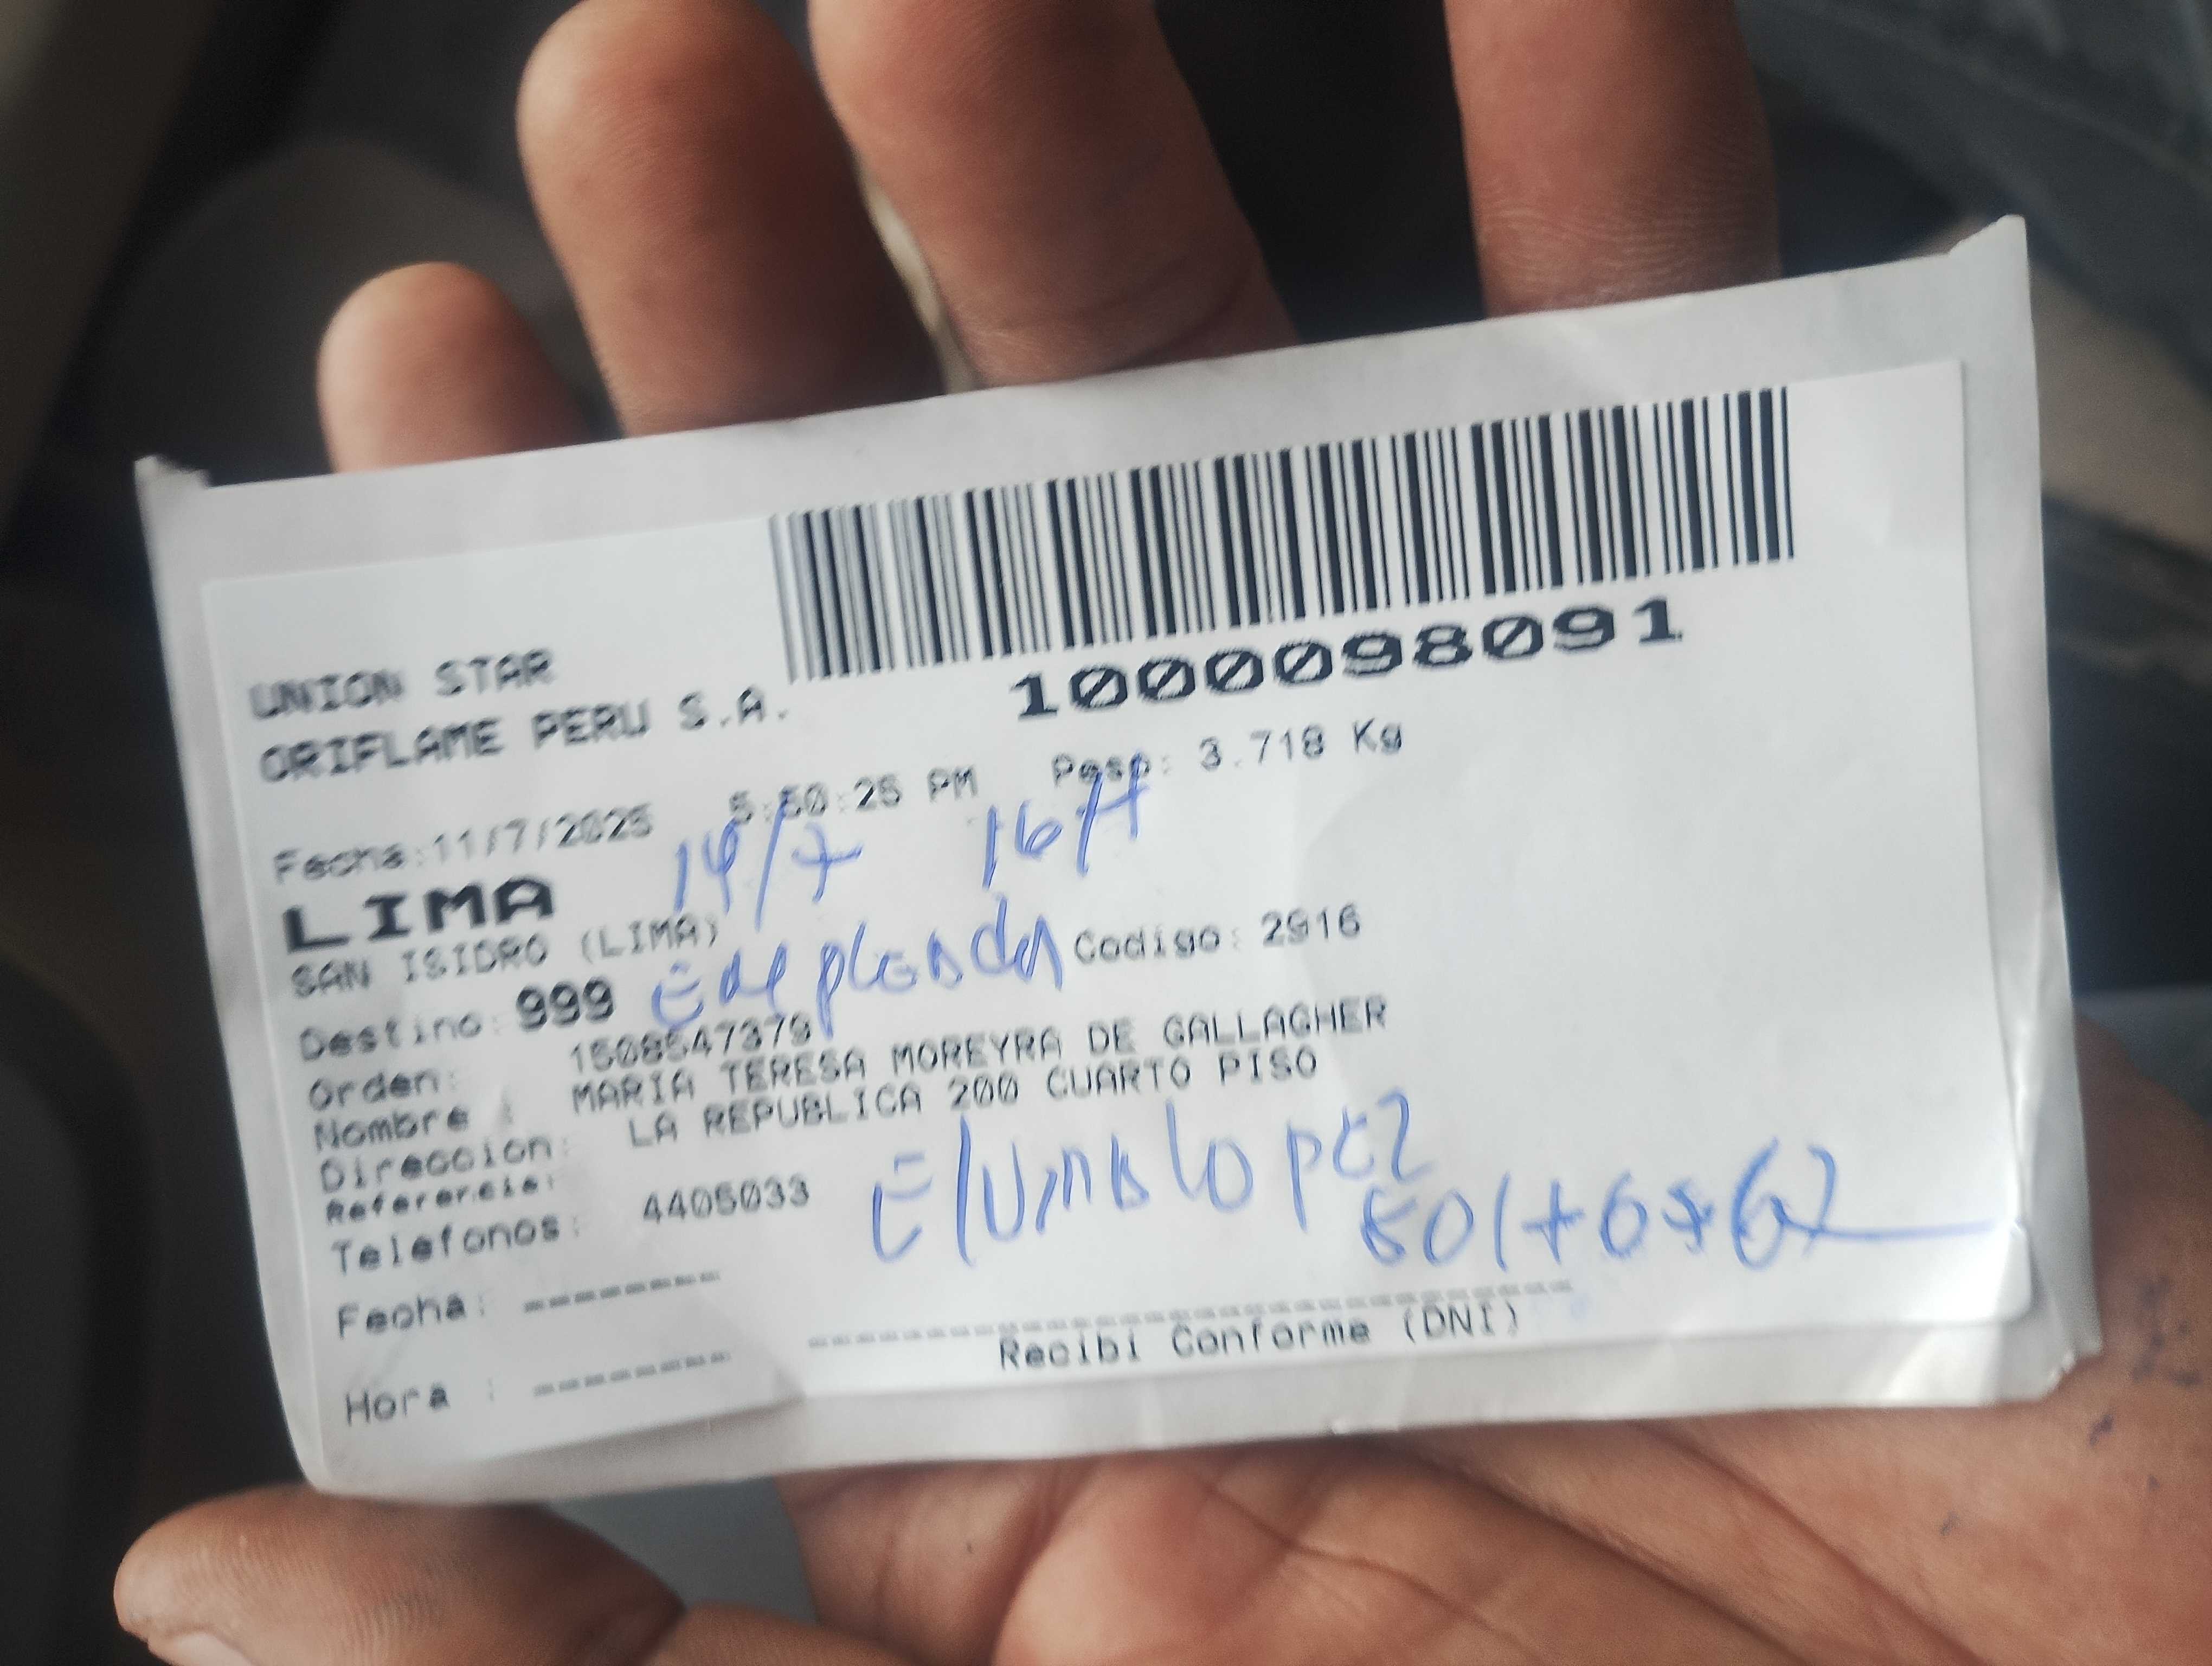 UNION STAR
ORIFLAME PERU S.A.
1000098091
Fecha:11/7/2025 5:50:25 PM Peso: 3.718 Kg
14/7 16H
LIMA
SAN ISIDRO (LIMA)
Destino: 999 Codigo: 2916
Orden: 1508547379
Nombre : MARIA TERESA MOREYRA DE GALLAGHER
Direccion: LA REPUBLICA 200 CUARTO PISO
Referencia:
Telefonos: 4405033
Lopez
Fecha: -------
Hora : -------
Recibi Conforme (DNI)